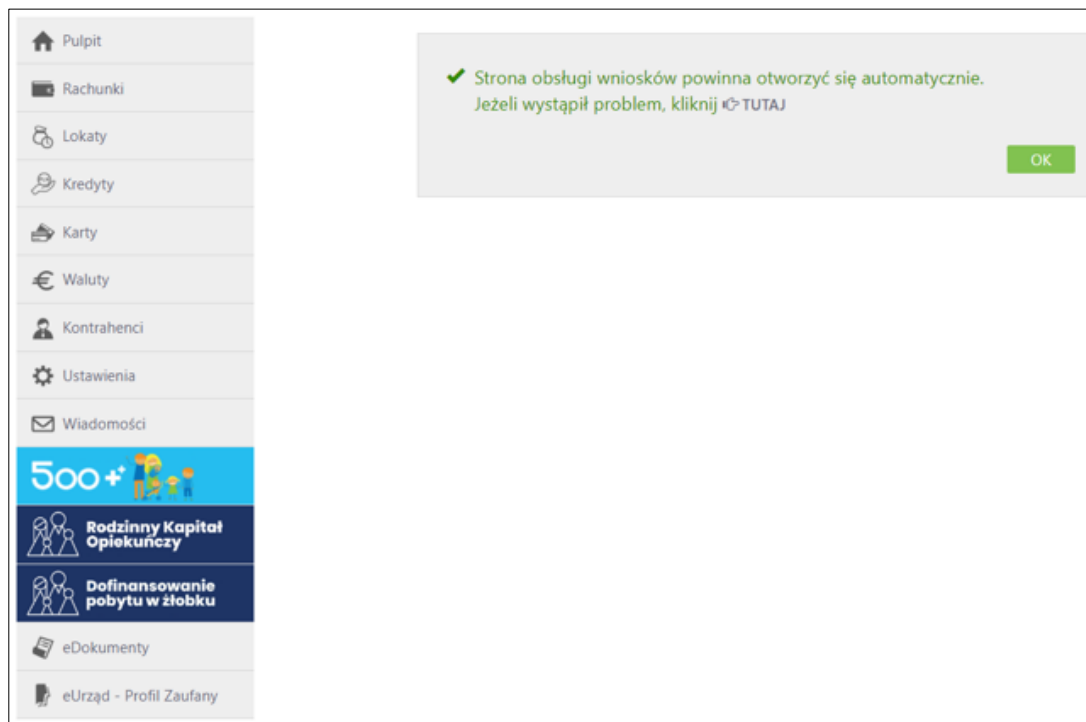 Pulpit
Rachunki
Lokaty
Kredyty
Karty
Waluty
Kontrahenci
Ustawienia
Wiadomości
500+
Rodzinny Kapitał
Opiekuńczy
Dofinansowanie
pobytu w żłobku
eDokumenty
eUrząd - Profil Zaufany
Strona obsługi wniosków powinna otworzyć się automatycznie.
Jeżeli wystąpił problem, kliknij TUTAJ
OK